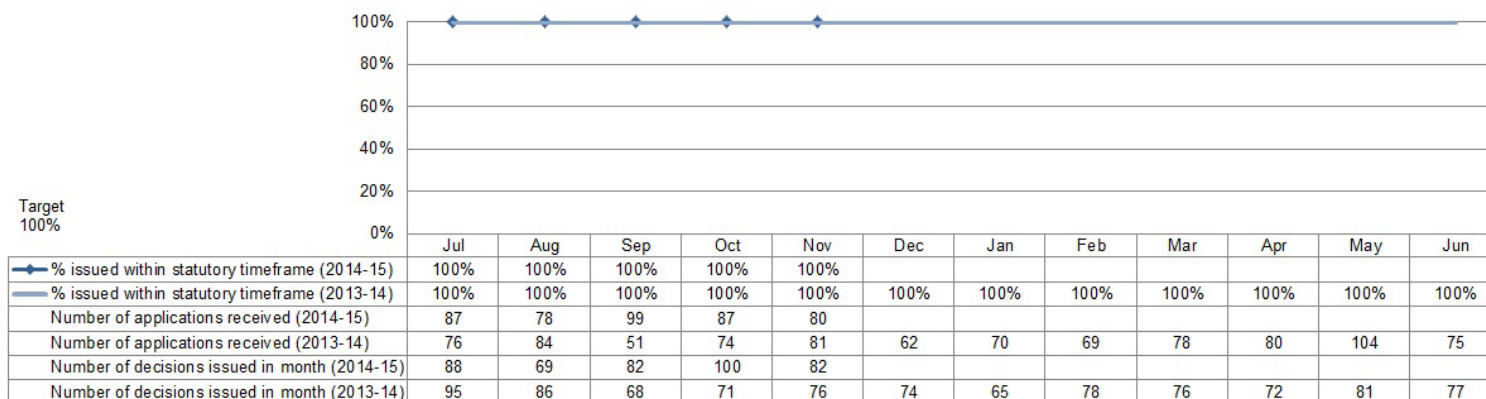 100%
80%
60%
40%
20%
0%
Target
100%
Jul Aug Sep Oct Nov Dec Jan Feb Mar Apr May Jun
% issued within statutory timeframe (2014-15) 100% 100% 100% 100% 100%
% issued within statutory timeframe (2013-14) 100% 100% 100% 100% 100% 100% 100% 100% 100% 100% 100% 100%
Number of applications received (2014-15) 87 78 99 87 80
Number of applications received (2013-14) 76 84 51 74 81 62 70 69 78 80 104 75
Number of decisions issued in month (2014-15) 88 69 82 100 82
Number of decisions issued in month (2013-14) 95 86 68 71 76 74 65 78 76 72 81 77